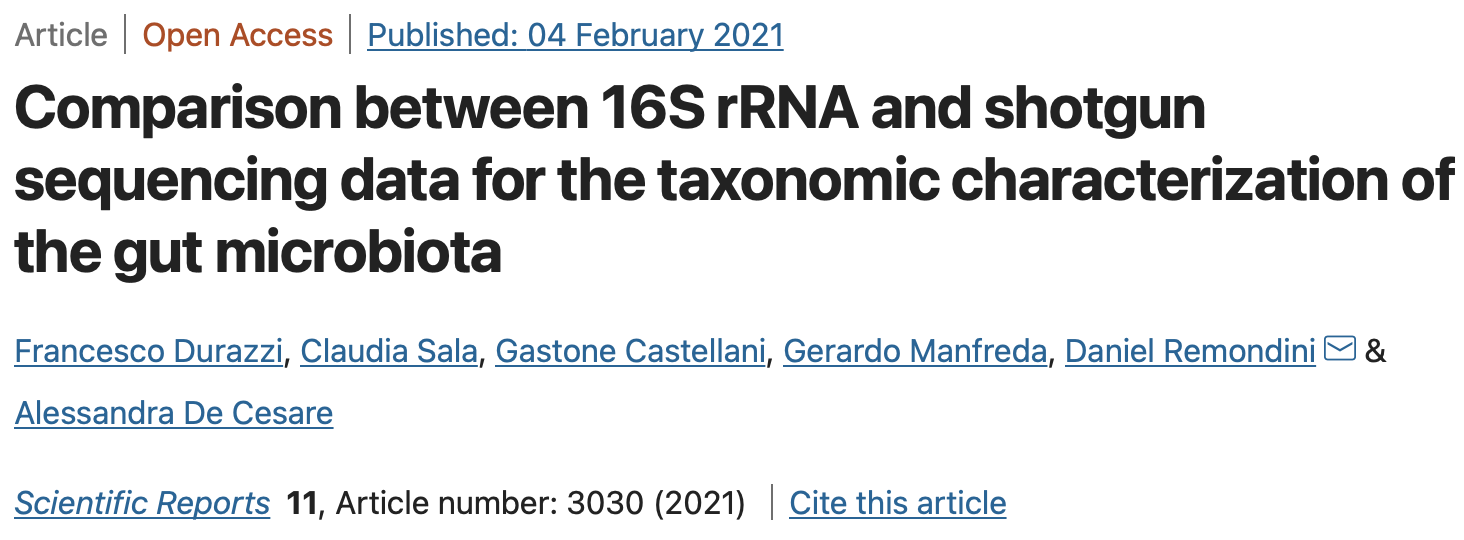 Article | Open Access | Published: 04 February 2021
Comparison between 16S rRNA and shotgun
sequencing data for the taxonomic characterization of
the gut microbiota
Francesco Durazzi, Claudia Sala, Gastone Castellani, Gerardo Manfreda, Daniel Remondini &
Alessandra De Cesare
Scientific Reports 11, Article number: 3030 (2021) | Cite this article